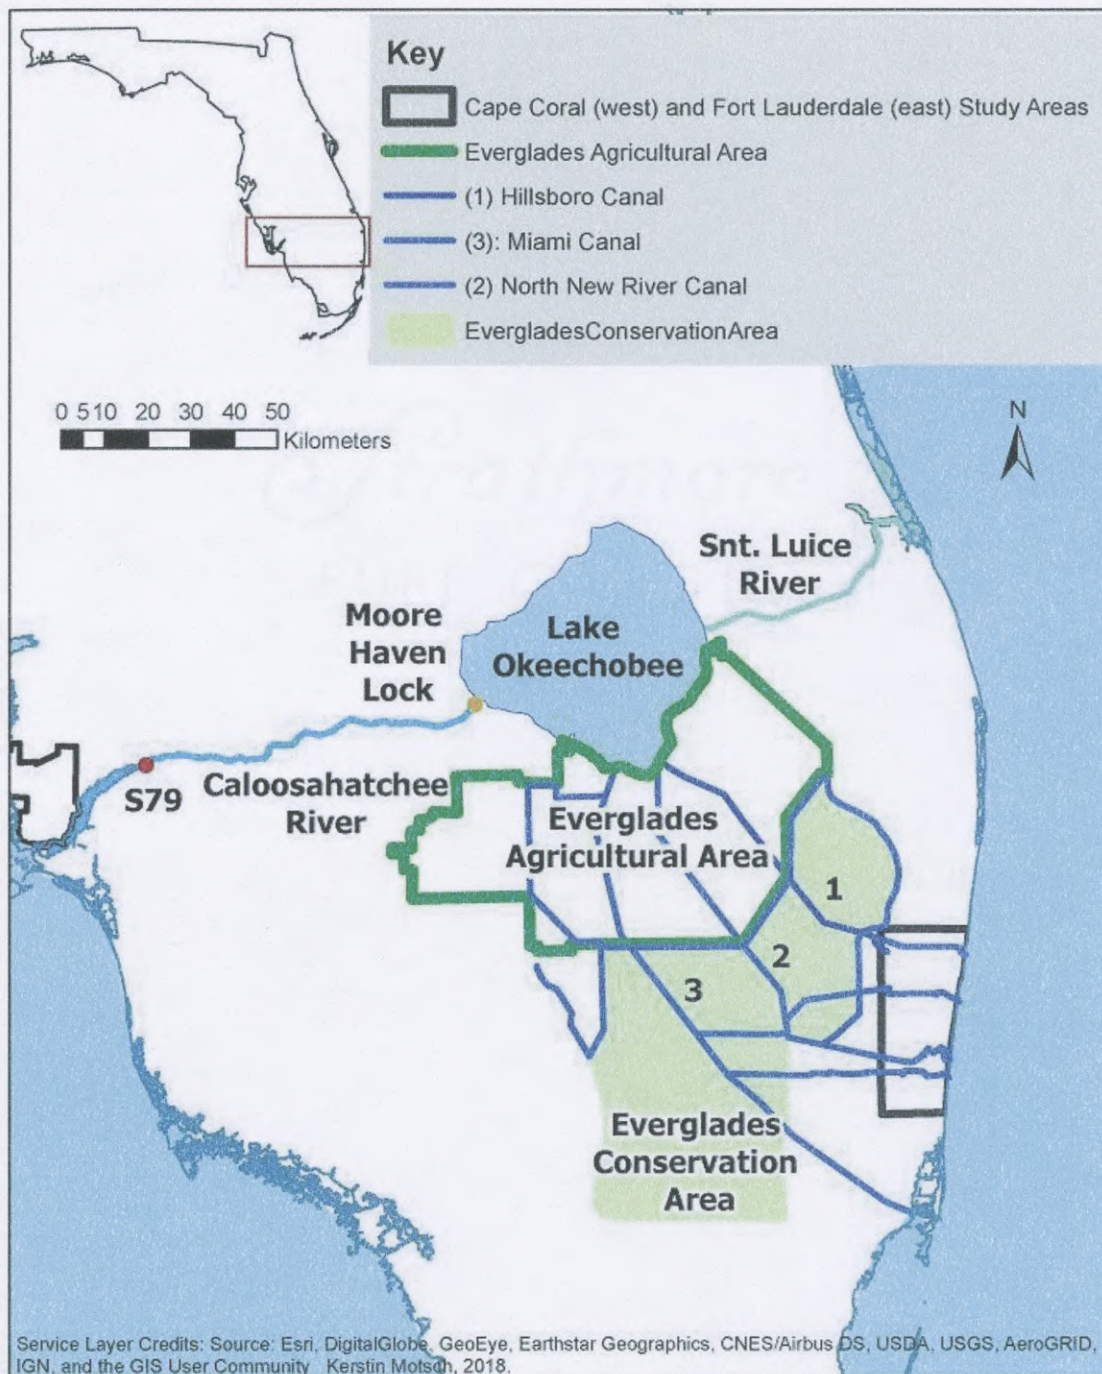 Key
Cape Coral (west) and Fort Lauderdale (east) Study Areas
Everglades Agricultural Area
(1) Hillsboro Canal
(3): Miami Canal
(2) North New River Canal
EvergladesConservationArea
0 5 10 20 30 40 50
Kilometers
N
Snt. Luice
River
Moore
Haven
Lock
Lake
Okeechobee
S79
Caloosahatchee
River
Everglades
Agricultural Area
1
2
3
Everglades
Conservation
Area
Service Layer Credits: Source: Esri, DigitalGlobe, GeoEye, Earthstar Geographics, CNES/Airbus DS, USDA, USGS, AeroGRID,
IGN, and the GIS User Community Kerstin Motsch, 2018.